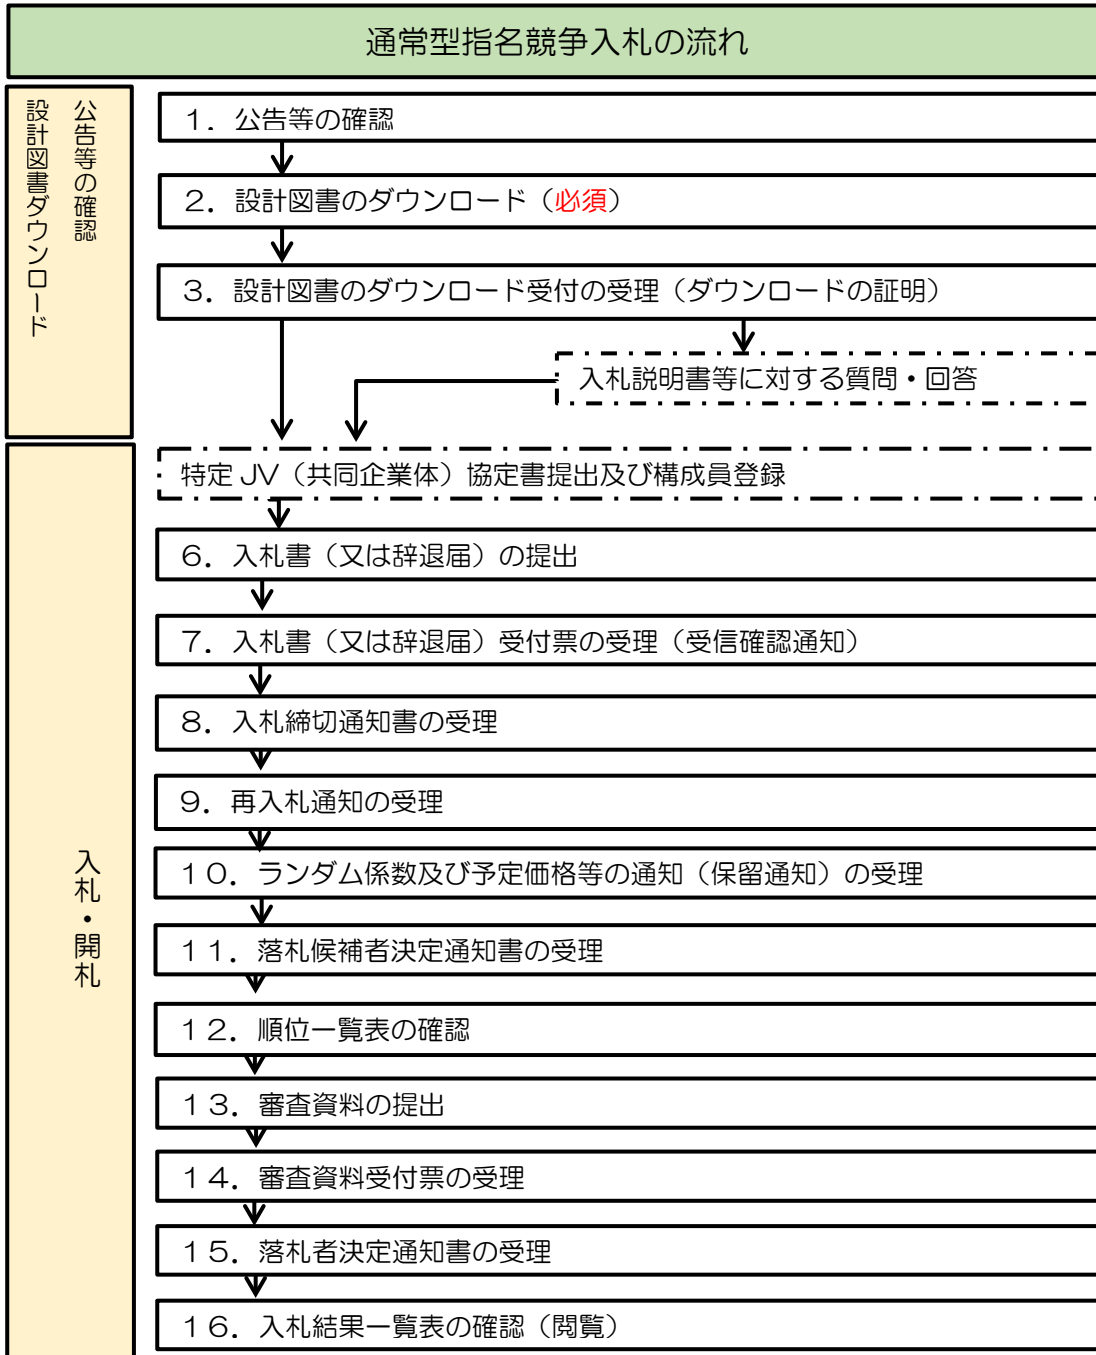 通常型指名競争入札の流れ
公告等の確認
設計図書ダウンロード
１．公告等の確認
２．設計図書のダウンロード（必須）
３．設計図書のダウンロード受付の受理（ダウンロードの証明）
入札説明書等に対する質問・回答
入札・開札
特定 JV（共同企業体）協定書提出及び構成員登録
６．入札書（又は辞退届）の提出
７．入札書（又は辞退届）受付票の受理（受信確認通知）
８．入札締切通知書の受理
９．再入札通知の受理
１０．ランダム係数及び予定価格等の通知（保留通知）の受理
１１．落札候補者決定通知書の受理
１２．順位一覧表の確認
１３．審査資料の提出
１４．審査資料受付票の受理
１５．落札者決定通知書の受理
１６．入札結果一覧表の確認（閲覧）